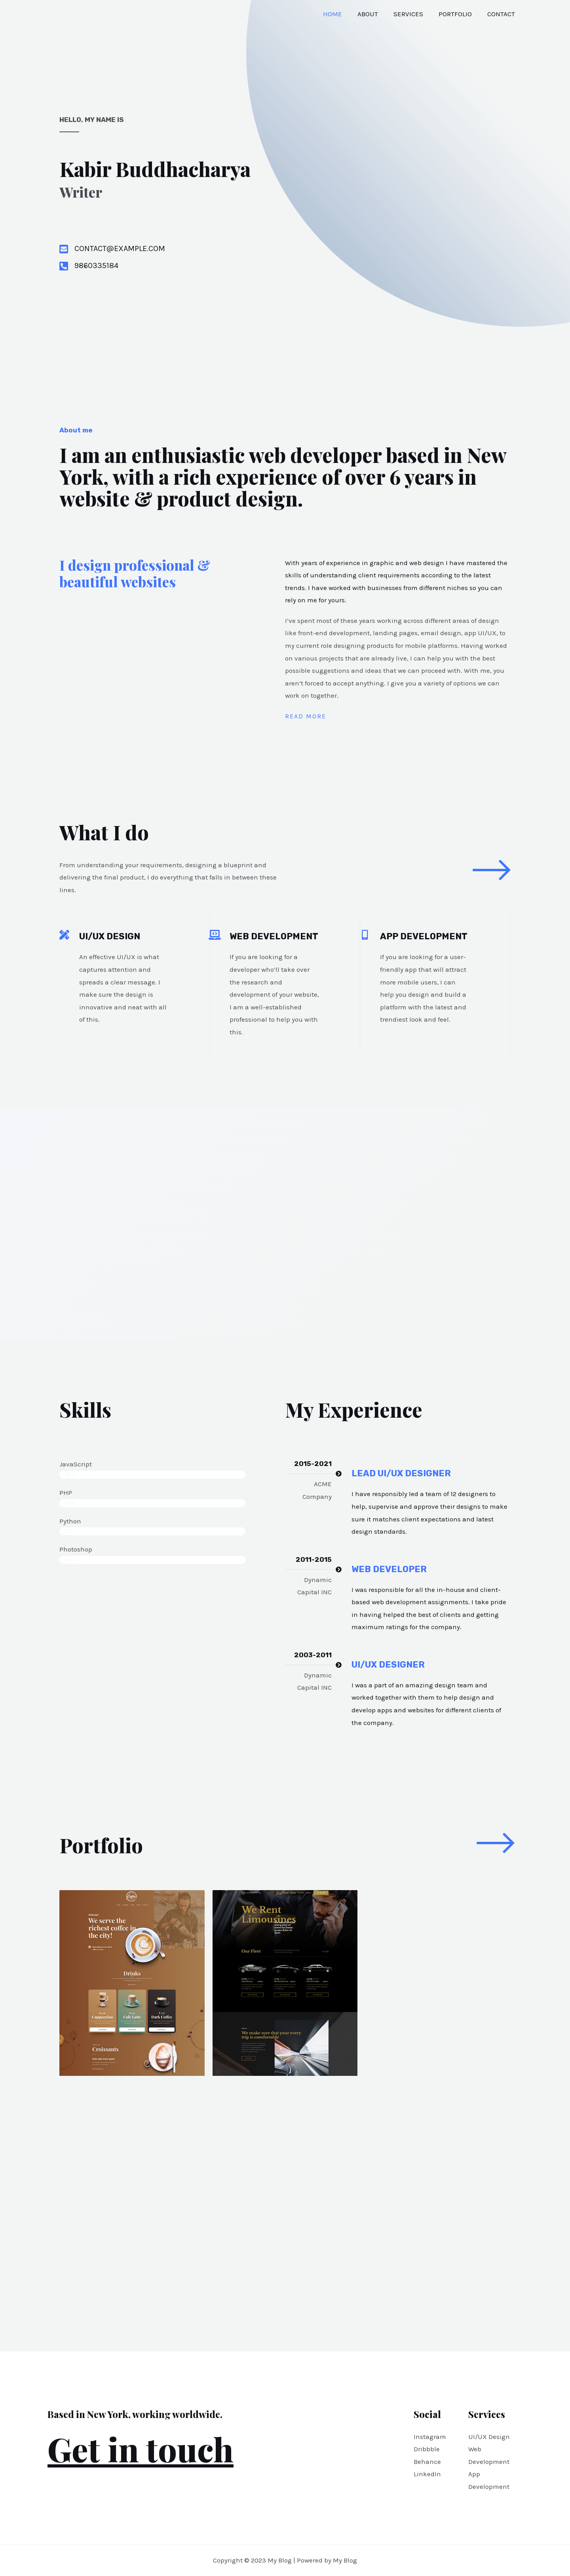 HOME ABOUT SERVICES PORTFOLIO CONTACT
HELLO, MY NAME IS
Kabir Buddhacharya
Writer
CONTACT@EXAMPLE.COM
9860335184
About me
I am an enthusiastic web developer based in New
York, with a rich experience of over 6 years in
website & product design.
I design professional &
beautiful websites
With years of experience in graphic and web design I have mastered the
skills of understanding client requirements according to the latest
trends. I have worked with businesses from different niches so you can
rely on me for yours.
I've spent most of these years working across different areas of design
like front-end development, landing pages, email design, app UI/UX, to
my current role designing products for mobile platforms. Having worked
on various projects that are already live, I can help you with the best
possible suggestions and ideas that we can proceed with. With me, you
aren't forced to accept anything. I give you a variety of options we can
work on together.
READ MORE
What I do
From understanding your requirements, designing a blueprint and
delivering the final product, I do everything that falls in between these
lines.
UI/UX DESIGN
An effective UI/UX is what
captures attention and
spreads a clear message. I
make sure the design is
innovative and neat with all
of this.
WEB DEVELOPMENT
If you are looking for a
developer who'll take over
the research and
development of your website,
I am a well-established
professional to help you with
this.
APP DEVELOPMENT
If you are looking for a user-
friendly app that will attract
more mobile users, I can
help you design and build a
platform with the latest and
trendiest look and feel.
Skills
JavaScript
PHP
Python
Photoshop
My Experience
2015-2021
ACME
Company
LEAD UI/UX DESIGNER
I have responsibly led a team of 12 designers to
help, supervise and approve their designs to make
sure it matches client expectations and latest
design standards.
2011-2015
Dynamic
Capital INC
WEB DEVELOPER
I was responsible for all the in-house and client-
based web development assignments. I take pride
in having helped the best of clients and getting
maximum ratings for the company.
2003-2011
Dynamic
Capital INC
UI/UX DESIGNER
I was a part of an amazing design team and
worked together with them to help design and
develop apps and websites for different clients of
the company.
Portfolio
We serve the
richest coffee in
the city!
Drinks
Cappuccino
Cafe Latte
Dark Coffee
Croissants
We Rent
Limousines
Our Fleet
We make sure that your every
trip is comfortable
Based in New York, working worldwide.
Get in touch
Social
Instagram
Dribbble
Behance
LinkedIn
Services
UI/UX Design
Web
Development
App
Development
Copyright © 2023 My Blog | Powered by My Blog